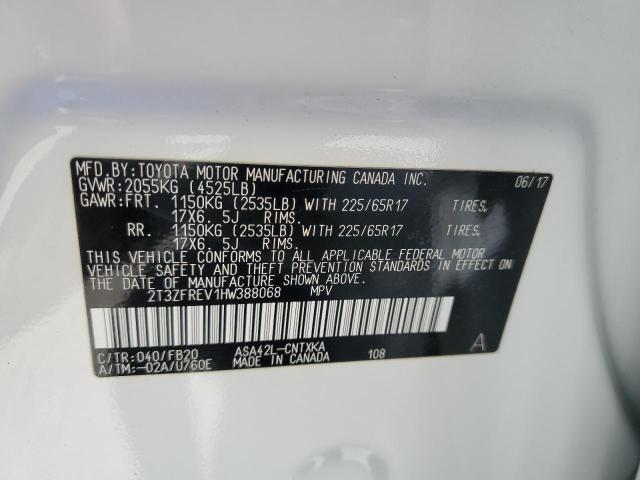 MFD. BY: TOYOTA MOTOR MANUFACTURING CANADA INC. 06/17
GVWR: 2055KG (4525LB)
GAWR: FRT. 1150KG (2535LB) WITH 225/65R17 TIRES,
17X6. 5J RIMS.
RR. 1150KG (2535LB) WITH 225/65R17 TIRES,
17X6. 5J RIMS.
THIS VEHICLE CONFORMS TO ALL APPLICABLE FEDERAL MOTOR
VEHICLE SAFETY AND THEFT PREVENTION STANDARDS IN EFFECT ON
THE DATE OF MANUFACTURE SHOWN ABOVE.
2T3ZFREV1HW388068 MPV
C/TR: 040/FB20 ASA42L-CNTXKA 108 A
A/TM: -02A/U760E MADE IN CANADA